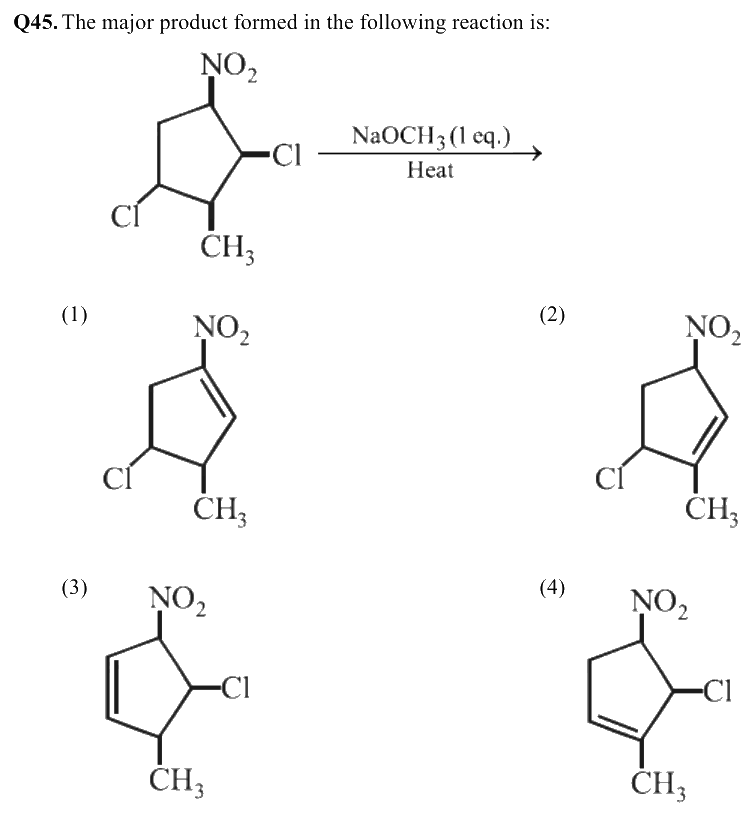 Q45. The major product formed in the following reaction is:
NO2
Cl
NaOCH3 (1 eq.)
Heat
Cl
CH3
(1)
(2)
NO2
NO2
Cl
Cl
CH3
CH3
(3)
(4)
NO2
NO2
Cl
Cl
CH3
CH3